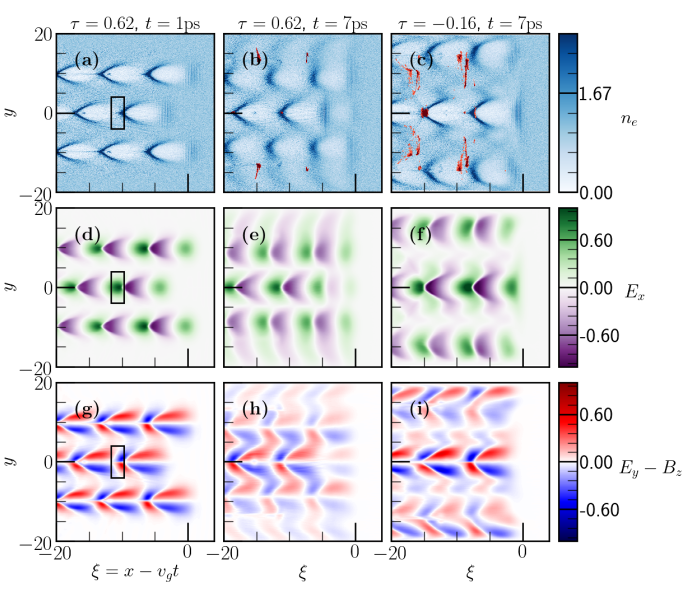 τ = 0.62, t = 1ps τ = 0.62, t = 7ps τ = −0.16, t = 7ps
20 (a) (b) (c)
y 0 1.67 n_e
−20 0.00
20 (d) (e) (f) 0.60
y 0 0.00 E_x
−20 -0.60
20 (g) (h) (i) 0.60
y 0 0.00 E_y − B_z
-0.60
−20
−20 0 −20 0 −20 0
ξ = x − v_g t ξ ξ